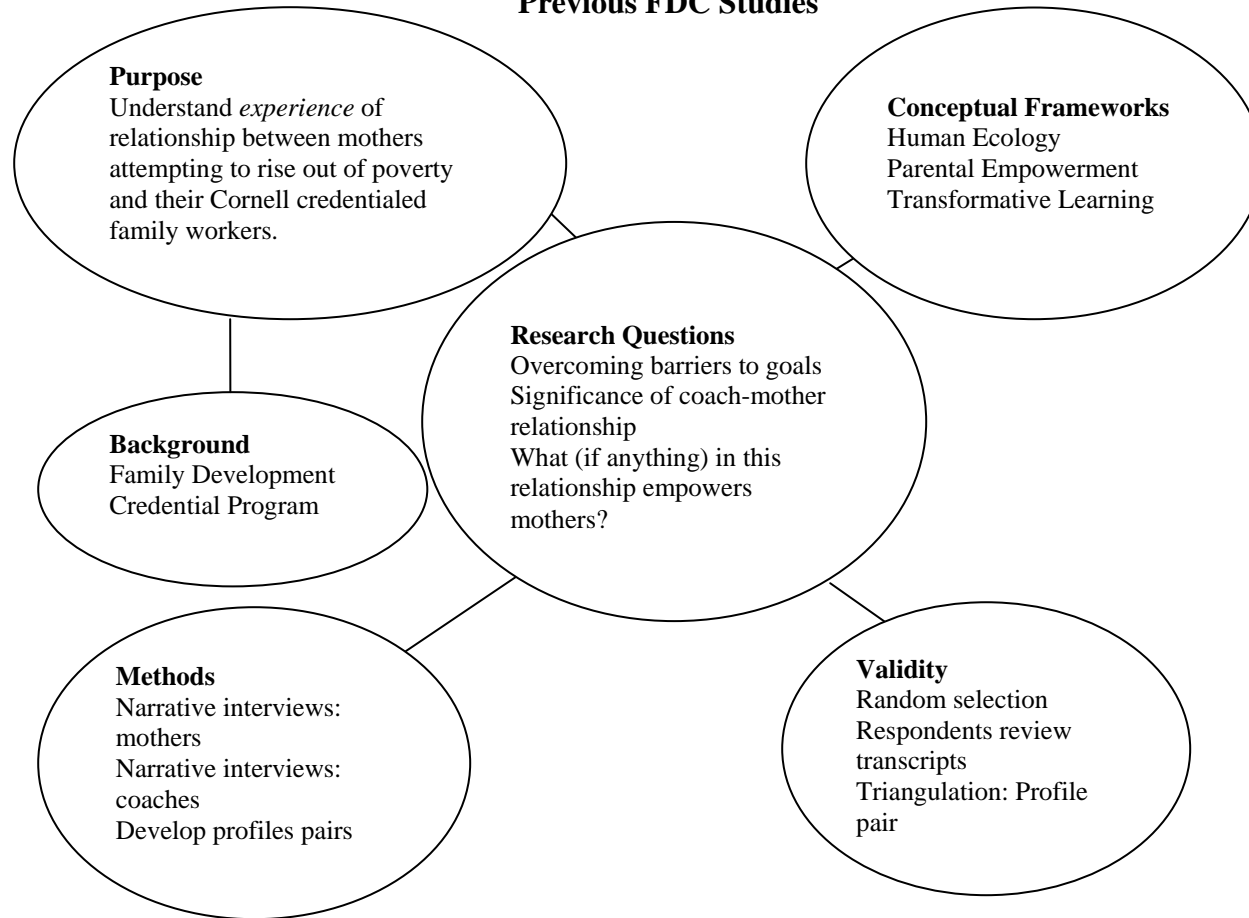 Previous FDC Studies
Purpose
Understand experience of
relationship between mothers
attempting to rise out of poverty
and their Cornell credentialed
family workers.
Conceptual Frameworks
Human Ecology
Parental Empowerment
Transformative Learning
Research Questions
Overcoming barriers to goals
Significance of coach-mother
relationship
What (if anything) in this
relationship empowers
mothers?
Background
Family Development
Credential Program
Methods
Narrative interviews:
mothers
Narrative interviews:
coaches
Develop profiles pairs
Validity
Random selection
Respondents review
transcripts
Triangulation: Profile
pair